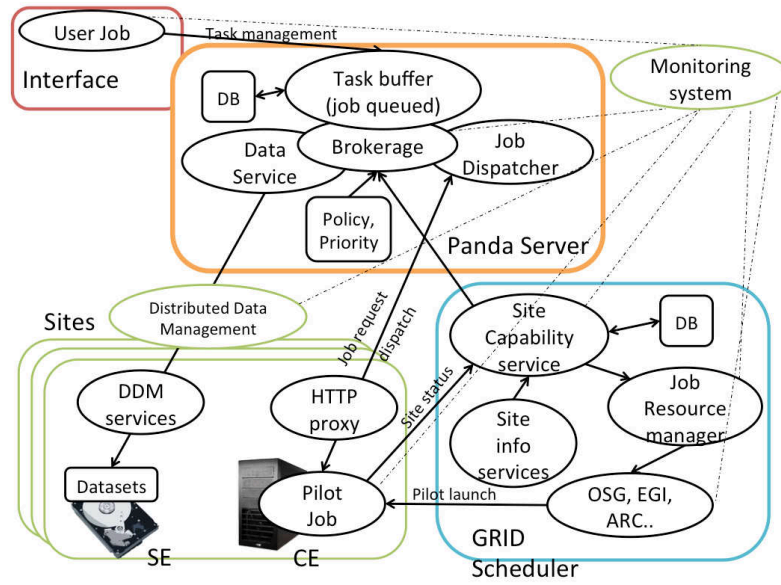 User Job
Interface
Task management
Monitoring
system
Task buffer
(job queued)
DB
Brokerage
Data
Service
Job
Dispatcher
Policy,
Priority
Panda Server
Distributed Data
Management
Sites
Job request
dispatch
Site
Capability
service
DB
DDM
services
HTTP
proxy
Site status
Job
Resource
manager
Site
info
services
Datasets
Pilot
Job
Pilot launch
OSG, EGI,
ARC..
SE
CE
GRID
Scheduler